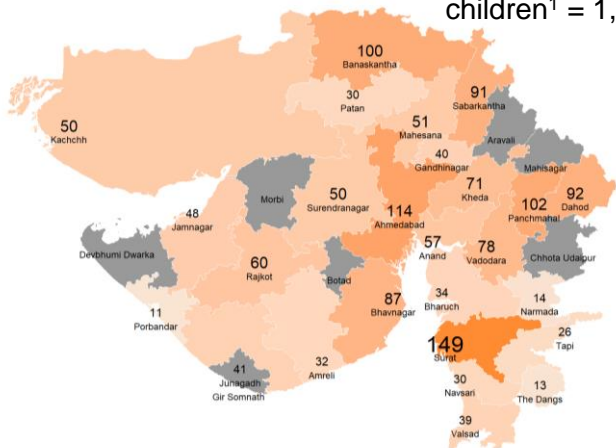 children¹ = 1,
100
Banaskantha
30
Patan
91
Sabarkantha
50
Kachchh
51
Mahesana
Aravali
40
Gandhinagar
Mahisagar
Morbi
50
Surendranagar
71
Kheda
92
Dahod
102
Panchmahal
48
Jamnagar
114
Ahmedabad
57
Anand
78
Vadodara
Chhota Udaipur
Devbhumi Dwarka
60
Rajkot
Botad
87
Bhavnagar
34
Bharuch
14
Narmada
11
Porbandar
26
Tapi
149
Surat
41
Junagadh
Gir Somnath
32
Amreli
30
Navsari
13
The Dangs
39
Valsad